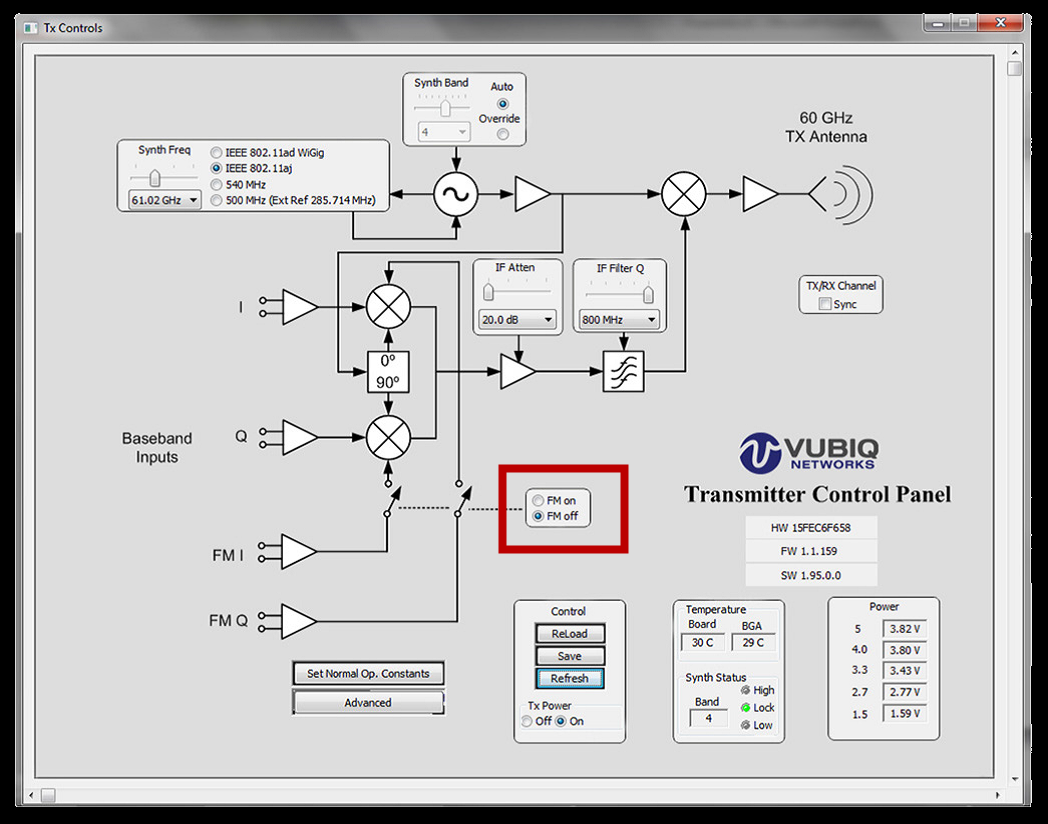 Tx Controls
Synth Band
Auto
Override
4
60 GHz
TX Antenna
Synth Freq
61.02 GHz
IEEE 802.11ad WiGig
IEEE 802.11aj
540 MHz
500 MHz (Ext Ref 285.714 MHz)
IF Atten
20.0 dB
IF Filter Q
800 MHz
TX/RX Channel
Sync
I
0º
90º
Q
Baseband
Inputs
VUBIQ
NETWORKS
Transmitter Control Panel
HW 15FEC6F658
FW 1.1.159
SW 1.95.0.0
FM on
FM off
FM I
FM Q
Set Normal Op. Constants
Advanced
Control
ReLoad
Save
Refresh
Tx Power
Off On
Temperature
Board BGA
30 C 29 C
Synth Status
Band
4
High
Lock
Low
Power
5 3.82 V
4.0 3.80 V
3.3 3.43 V
2.7 2.77 V
1.5 1.59 V